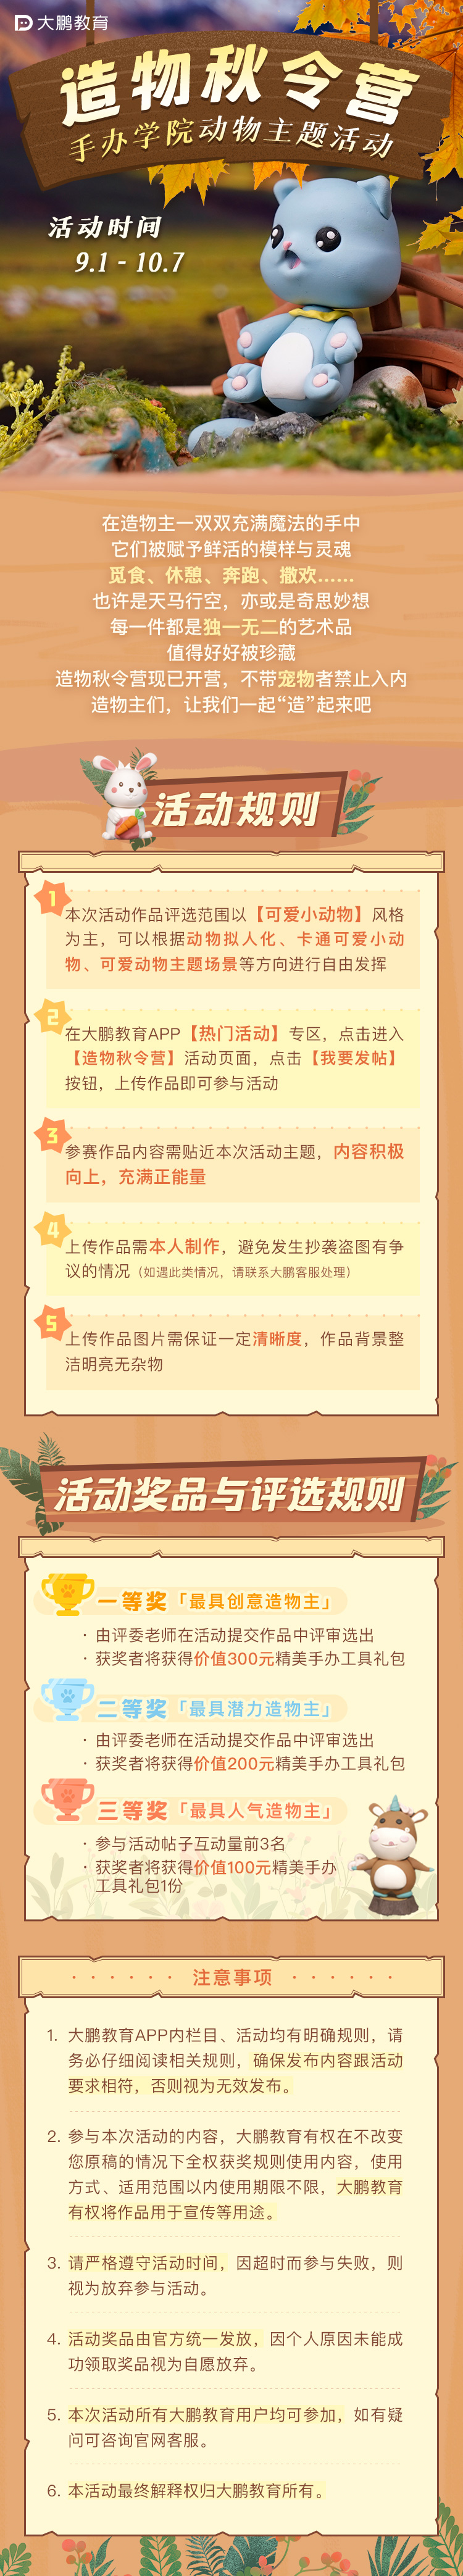 大鹏教育
造物秋令营
手办学院动物主题活动
活动时间
9.1 - 10.7
在造物主一双双充满魔法的手中
它们被赋予鲜活的模样与灵魂
觅食、休憩、奔跑、撒欢……
也许是天马行空，亦或是奇思妙想
每一件都是独一无二的艺术品
值得好好被珍藏
造物秋令营现已开营，不带宠物者禁止入内
造物主们，让我们一起“造”起来吧
活动规则
1
本次活动作品评选范围以【可爱小动物】风格
为主，可以根据动物拟人化、卡通可爱小动
物、可爱动物主题场景等方向进行自由发挥
2
在大鹏教育APP【热门活动】专区，点击进入
【造物秋令营】活动页面，点击【我要发帖】
按钮，上传作品即可参与活动
3
参赛作品内容需贴近本次活动主题，内容积极
向上，充满正能量
4
上传作品需本人制作，避免发生抄袭盗图有争
议的情况（如遇此类情况，请联系大鹏客服处理）
5
上传作品图片需保证一定清晰度，作品背景整
洁明亮无杂物
活动奖品与评选规则
一等奖「最具创意造物主」
· 由评委老师在活动提交作品中评审选出
· 获奖者将获得价值300元精美手办工具礼包
二等奖「最具潜力造物主」
· 由评委老师在活动提交作品中评审选出
· 获奖者将获得价值200元精美手办工具礼包
三等奖「最具人气造物主」
· 参与活动帖子互动量前3名
· 获奖者将获得价值100元精美手办
工具礼包1份
注意事项
1. 大鹏教育APP内栏目、活动均有明确规则，请
务必仔细阅读相关规则，确保发布内容跟活动
要求相符，否则视为无效发布。
2. 参与本次活动的内容，大鹏教育有权在不改变
您原稿的情况下全权获奖规则使用内容，使用
方式、适用范围以内使用期限不限，大鹏教育
有权将作品用于宣传等用途。
3. 请严格遵守活动时间，因超时而参与失败，则
视为放弃参与活动。
4. 活动奖品由官方统一发放，因个人原因未能成
功领取奖品视为自愿放弃。
5. 本次活动所有大鹏教育用户均可参加，如有疑
问可咨询官网客服。
6. 本活动最终解释权归大鹏教育所有。